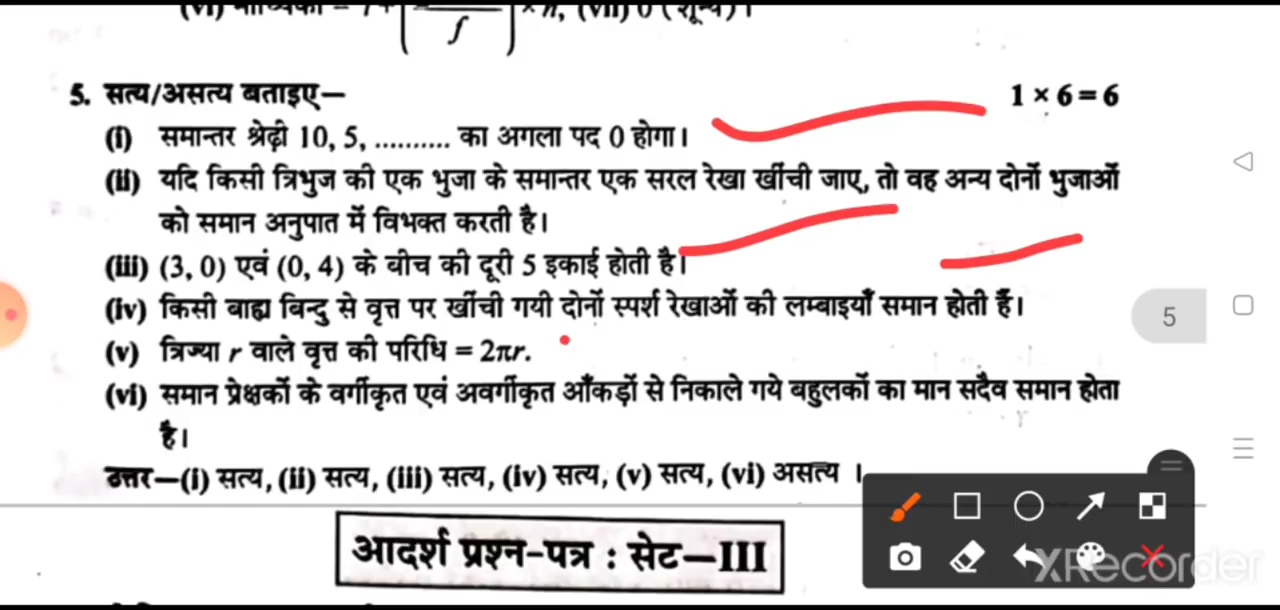 (vi) माध्यिका = l + [ f ] × h, (vii) 0 (शून्य)।
5. सत्य/असत्य बताइए— 1 × 6 = 6
(i) समान्तर श्रेढ़ी 10, 5, .......... का अगला पद 0 होगा।
(ii) यदि किसी त्रिभुज की एक भुजा के समान्तर एक सरल रेखा खींची जाए, तो वह अन्य दोनों भुजाओं
को समान अनुपात में विभक्त करती है।
(iii) (3, 0) एवं (0, 4) के बीच की दूरी 5 इकाई होती है।
(iv) किसी बाह्य बिन्दु से वृत्त पर खींची गयी दोनों स्पर्श रेखाओं की लम्बाइयाँ समान होती हैं।
5
(v) त्रिज्या r वाले वृत्त की परिधि = 2πr.
(vi) समान प्रेक्षकों के वर्गीकृत एवं अवर्गीकृत आँकड़ों से निकाले गये बहुलकों का मान सदैव समान होता
है।
उत्तर—(i) सत्य, (ii) सत्य, (iii) सत्य, (iv) सत्य, (v) सत्य, (vi) असत्य ।
आदर्श प्रश्न-पत्र : सेट—III
XRecorder